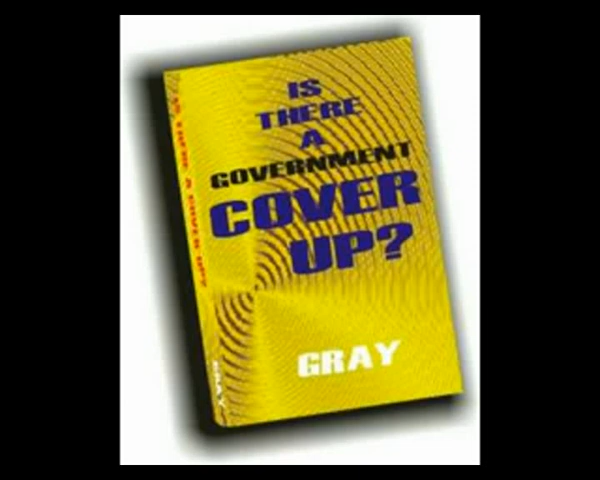 IS
THERE
A
GOVERNMENT
COVER
UP?
GRAY
IS THERE A COVER-UP?
GRAY